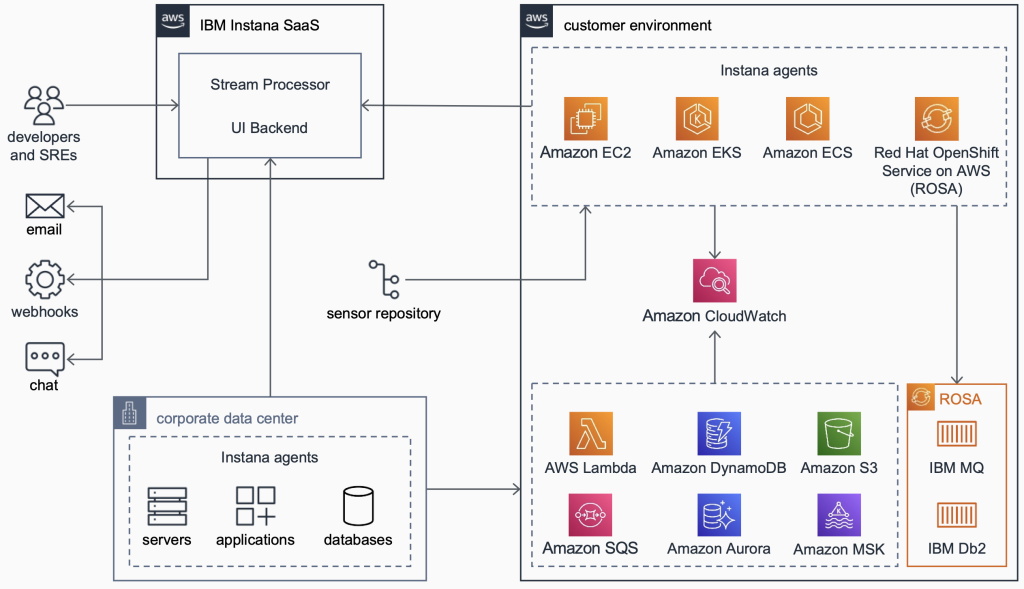 aws
IBM Instana SaaS
Stream Processor
UI Backend
developers
and SREs
email
webhooks
chat
sensor repository
corporate data center
Instana agents
servers
applications
databases
aws
customer environment
Instana agents
Amazon EC2
Amazon EKS
Amazon ECS
Red Hat OpenShift
Service on AWS
(ROSA)
Amazon CloudWatch
AWS Lambda
Amazon DynamoDB
Amazon S3
Amazon SQS
Amazon Aurora
Amazon MSK
ROSA
IBM MQ
IBM Db2